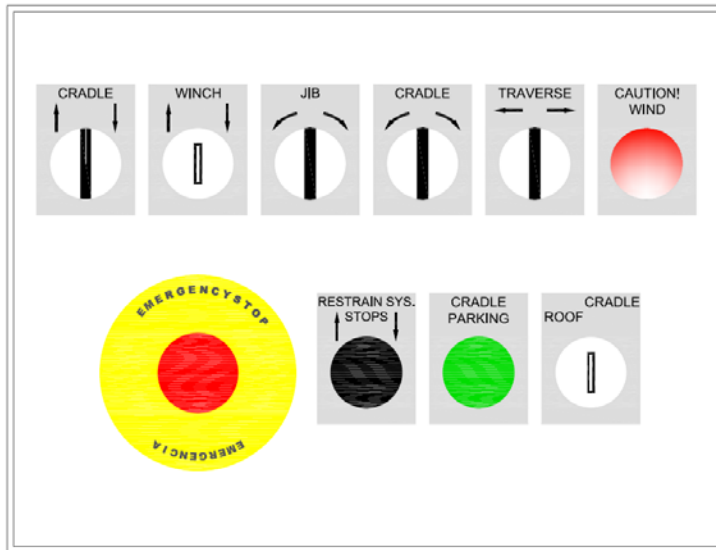 CRADLE
WINCH
JIB
CRADLE
TRAVERSE
CAUTION!
WIND
EMERGENCYSTOP
EMERGENCIA
RESTRAIN SYS.
STOPS
CRADLE
PARKING
CRADLE
ROOF